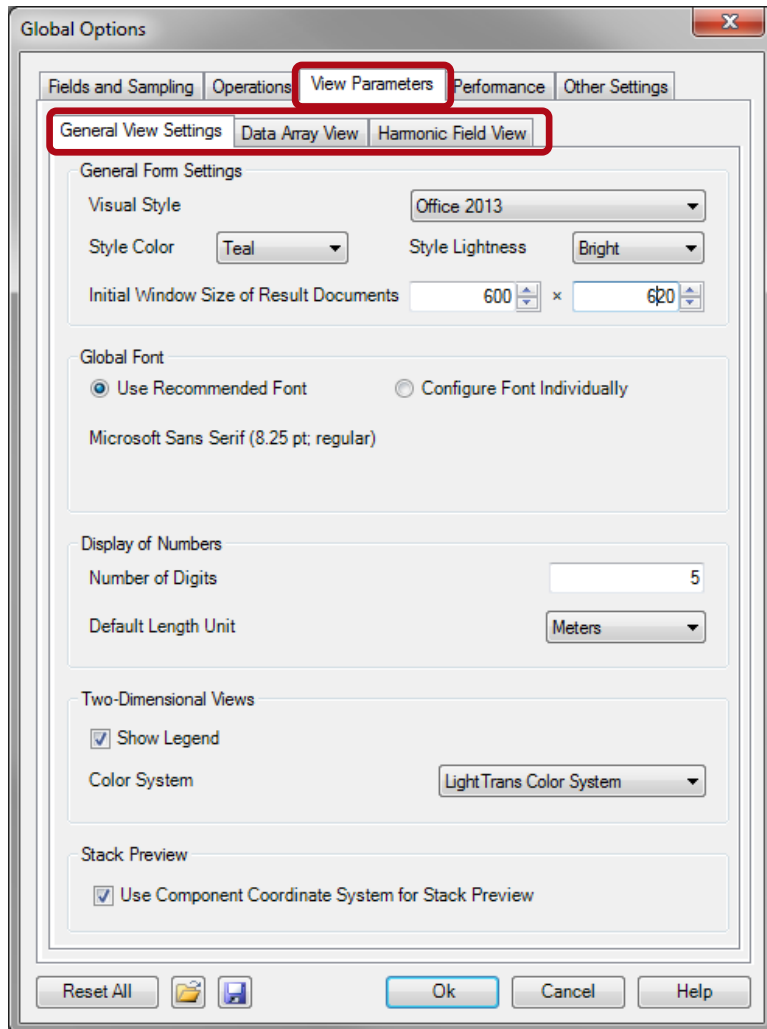 Global Options
Fields and Sampling Operations View Parameters Performance Other Settings
General View Settings Data Array View Harmonic Field View
General Form Settings
Visual Style Office 2013
Style Color Teal Style Lightness Bright
Initial Window Size of Result Documents 600 × 620
Global Font
Use Recommended Font Configure Font Individually
Microsoft Sans Serif (8.25 pt; regular)
Display of Numbers
Number of Digits 5
Default Length Unit Meters
Two-Dimensional Views
Show Legend
Color System LightTrans Color System
Stack Preview
Use Component Coordinate System for Stack Preview
Reset All Ok Cancel Help